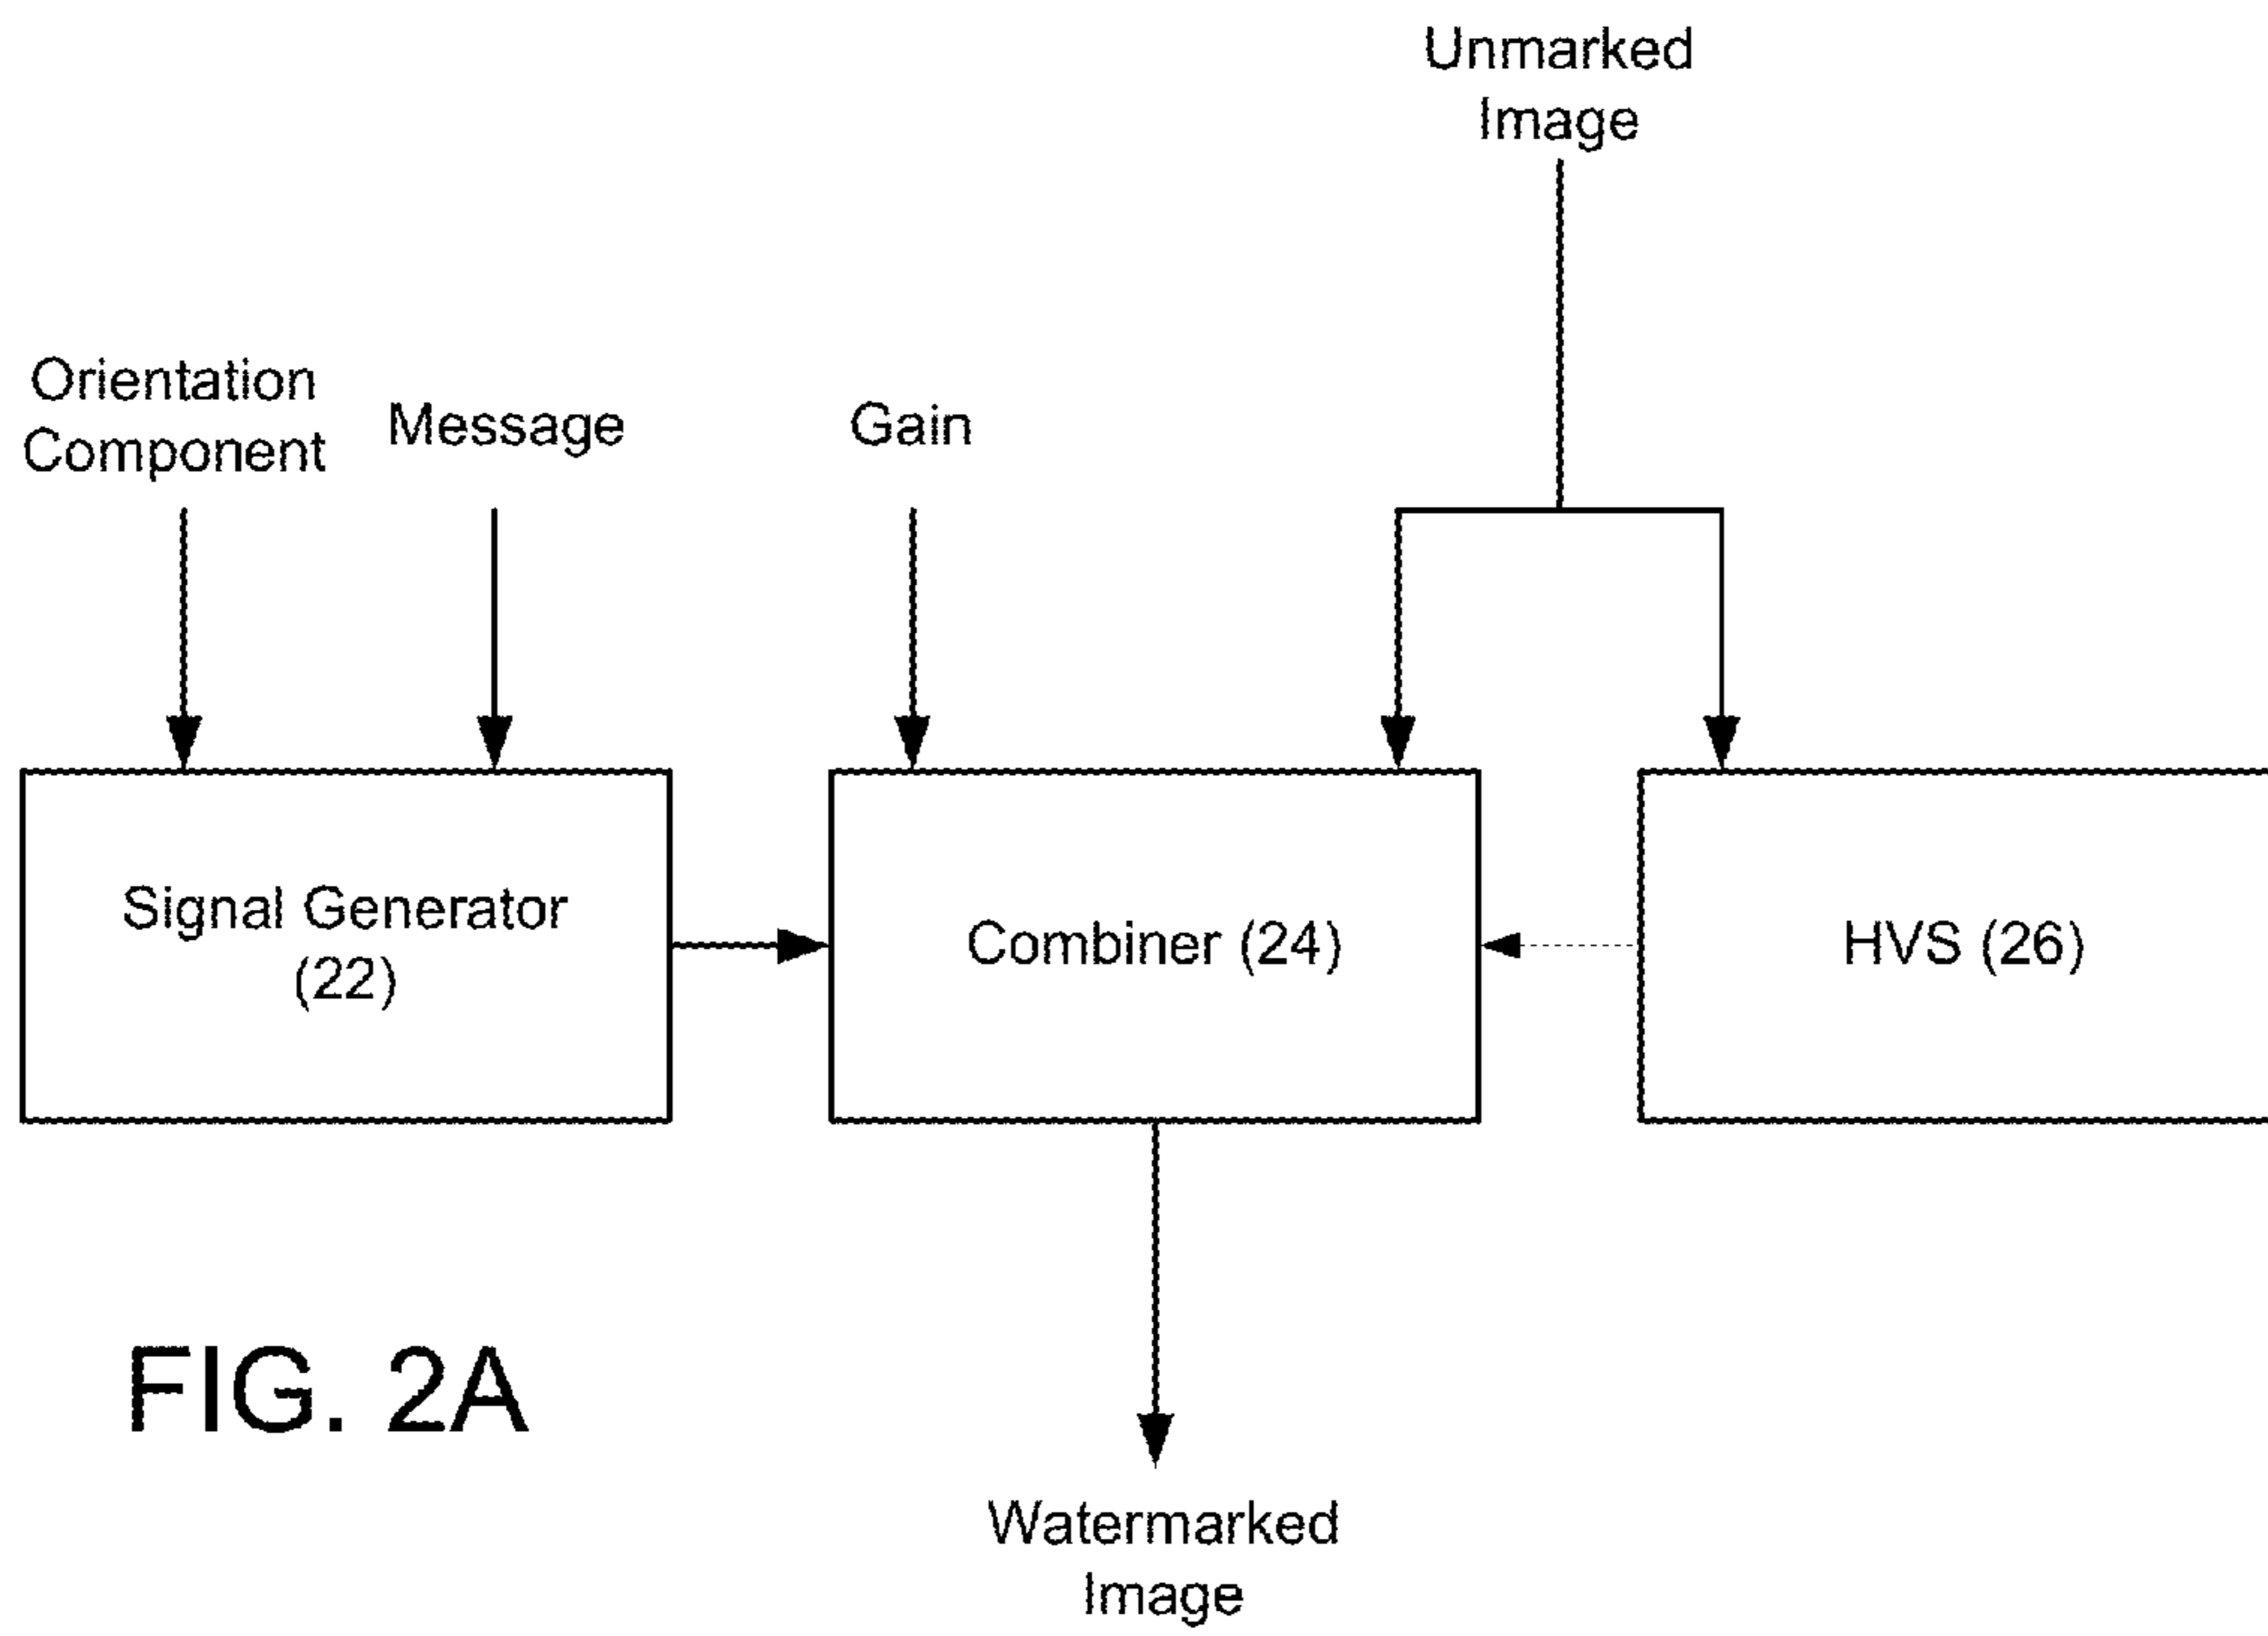 Unmarked
Image
Orientation
Component
Message
Gain
Signal Generator
(22)
Combiner (24)
HVS (26)
FIG. 2A
Watermarked
Image